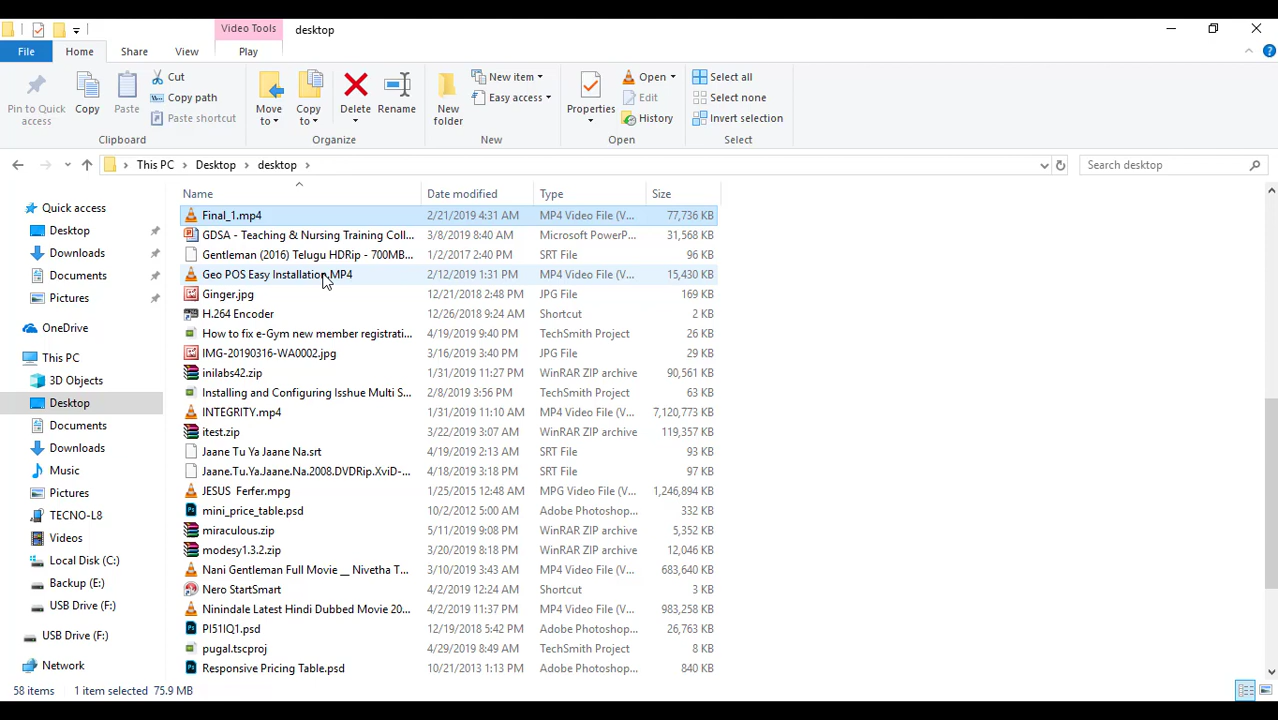 Video Tools desktop
File Home Share View Play
Pin to Quick access Copy Paste Cut Copy path Paste shortcut Move to Copy to Delete Rename New folder New item Easy access Properties Open Edit History Select all Select none Invert selection
Clipboard Organize New Open Select
This PC Desktop desktop Search desktop
Name Date modified Type Size
Quick access
Desktop
Downloads
Documents
Pictures
OneDrive
This PC
3D Objects
Desktop
Documents
Downloads
Music
Pictures
TECNO-L8
Videos
Local Disk (C:)
Backup (E:)
USB Drive (F:)
USB Drive (F:)
Network
Final_1.mp4 2/21/2019 4:31 AM MP4 Video File (V... 77,736 KB
GDSA - Teaching & Nursing Training Coll... 3/8/2019 8:40 AM Microsoft PowerP... 31,568 KB
Gentleman (2016) Telugu HDRip - 700MB... 1/2/2017 2:40 PM SRT File 96 KB
Geo POS Easy Installation.MP4 2/12/2019 1:31 PM MP4 Video File (V... 15,430 KB
Ginger.jpg 12/21/2018 2:48 PM JPG File 169 KB
H.264 Encoder 12/26/2018 9:24 AM Shortcut 2 KB
How to fix e-Gym new member registrati... 4/19/2019 9:40 PM TechSmith Project 26 KB
IMG-20190316-WA0002.jpg 3/16/2019 3:40 PM JPG File 29 KB
inilabs42.zip 1/31/2019 11:27 PM WinRAR ZIP archive 90,561 KB
Installing and Configuring Isshue Multi S... 2/8/2019 3:56 PM TechSmith Project 63 KB
INTEGRITY.mp4 1/31/2019 11:10 AM MP4 Video File (V... 7,120,773 KB
itest.zip 3/22/2019 3:07 AM WinRAR ZIP archive 119,357 KB
Jaane Tu Ya Jaane Na.srt 4/19/2019 2:13 AM SRT File 93 KB
Jaane.Tu.Ya.Jaane.Na.2008.DVDRip.XviD-... 4/18/2019 3:18 PM SRT File 97 KB
JESUS Ferfer.mpg 1/25/2015 12:48 AM MPG Video File (V... 1,246,894 KB
mini_price_table.psd 10/2/2012 5:00 AM Adobe Photoshop... 332 KB
miraculous.zip 5/11/2019 9:08 PM WinRAR ZIP archive 5,352 KB
modesy1.3.2.zip 3/20/2019 8:18 PM WinRAR ZIP archive 12,046 KB
Nani Gentleman Full Movie __ Nivetha T... 3/10/2019 3:43 AM MP4 Video File (V... 683,640 KB
Nero StartSmart 4/2/2019 12:24 AM Shortcut 3 KB
Ninindale Latest Hindi Dubbed Movie 20... 4/2/2019 11:37 PM MP4 Video File (V... 983,258 KB
PI51IQ1.psd 12/19/2018 5:42 PM Adobe Photoshop... 26,763 KB
pugal.tscproj 4/29/2019 8:49 AM TechSmith Project 8 KB
Responsive Pricing Table.psd 10/21/2013 1:13 PM Adobe Photoshop... 840 KB
58 items 1 item selected 75.9 MB